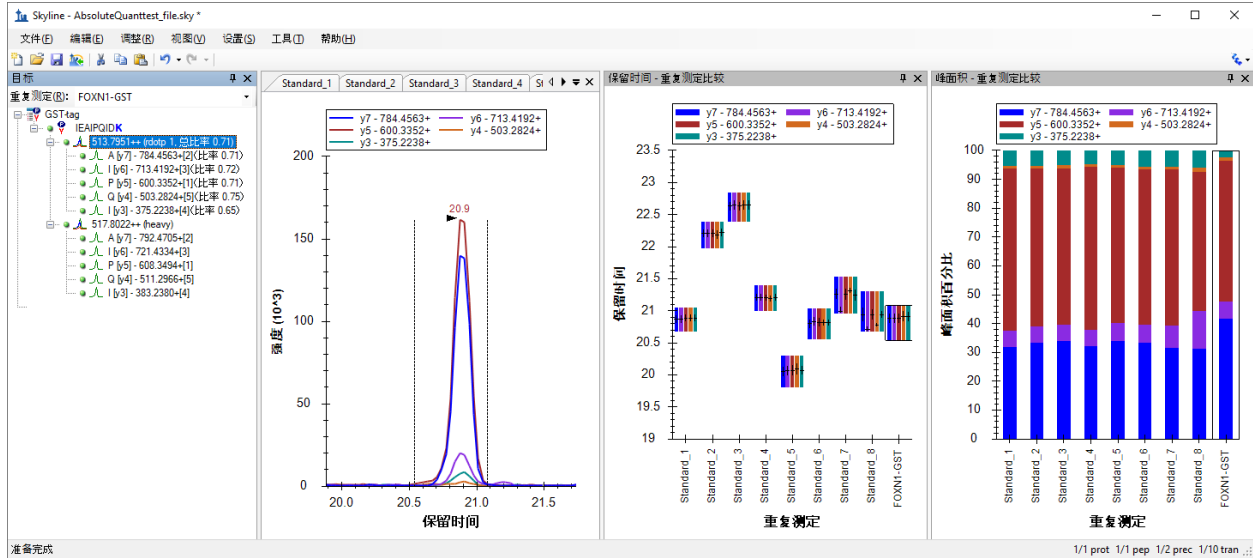 Skyline - AbsoluteQuanttest_file.sky *
文件(F) 编辑(E) 调整(R) 视图(V) 设置(S) 工具(T) 帮助(H)
目标
重复测定(R): FOXN1-GST
GST-tag
IEAIPQIDK
513.7951++ (rdotp 1, 总比率 0.71)
A [y7] - 784.4563+[2](比率 0.71)
I [y6] - 713.4192+[3](比率 0.72)
P [y5] - 600.3352+[1](比率 0.71)
Q [y4] - 503.2824+[5](比率 0.75)
I [y3] - 375.2238+[4](比率 0.65)
517.8022++ (heavy)
A [y7] - 792.4705+[2]
I [y6] - 721.4334+[3]
P [y5] - 608.3494+[1]
Q [y4] - 511.2966+[5]
I [y3] - 383.2380+[4]
Standard_1 Standard_2 Standard_3 Standard_4 St
y7 - 784.4563+ y6 - 713.4192+
y5 - 600.3352+ y4 - 503.2824+
y3 - 375.2238+
强度 (10^3)
200
150
100
50
0
20.9
20.0 20.5 21.0 21.5
保留时间
保留时间 - 重复测定比较
y7 - 784.4563+ y6 - 713.4192+
y5 - 600.3352+ y4 - 503.2824+
y3 - 375.2238+
保留时间
23.5
23
22.5
22
21.5
21
20.5
20
19.5
19
Standard_1
Standard_2
Standard_3
Standard_4
Standard_5
Standard_6
Standard_7
Standard_8
FOXN1-GST
重复测定
峰面积 - 重复测定比较
y7 - 784.4563+ y6 - 713.4192+
y5 - 600.3352+ y4 - 503.2824+
y3 - 375.2238+
峰面积百分比
100
90
80
70
60
50
40
30
20
10
0
Standard_1
Standard_2
Standard_3
Standard_4
Standard_5
Standard_6
Standard_7
Standard_8
FOXN1-GST
重复测定
准备完成
1/1 prot 1/1 pep 1/2 prec 1/10 tran